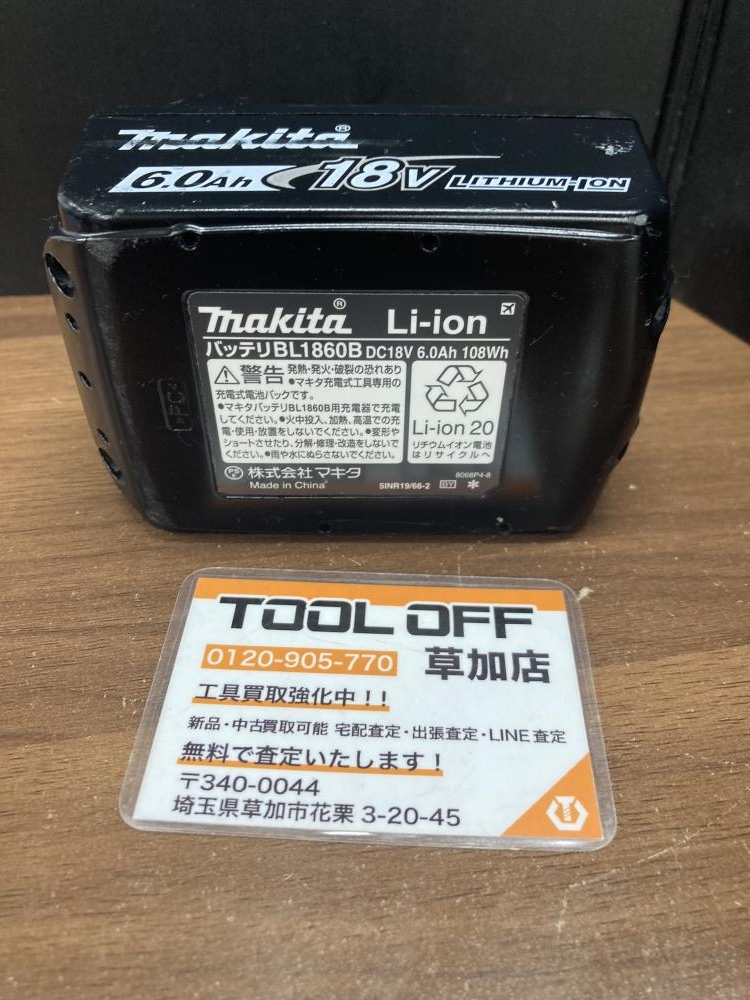 makita®
6.0Ah 18V LITHIUM-ION
makita® Li-ion
バッテリBL1860B DC18V 6.0Ah 108Wh
警告 発熱・発火・破裂の恐れあり
●マキタ充電式工具専用の
充電式電池パックです。
●マキタバッテリBL1860B用充電器で充電
してください。●火中投入、加熱、高温での充
電・使用・放置をしないでください。●変形や
ショートさせたり、分解・修理・改造をしないで
ください。●雨や水にぬらさないでください。
Li-ion 20
リチウムイオン電池
はリサイクルへ
PS E 株式会社 マキタ
Made in China
8068P4-8
5INR19/66-2 BY *
TOOL OFF
0120-905-770 草加店
工具買取強化中！！
新品・中古買取可能 宅配査定・出張査定・LINE査定
無料で査定いたします！
〒340-0044
埼玉県草加市花栗 3-20-45